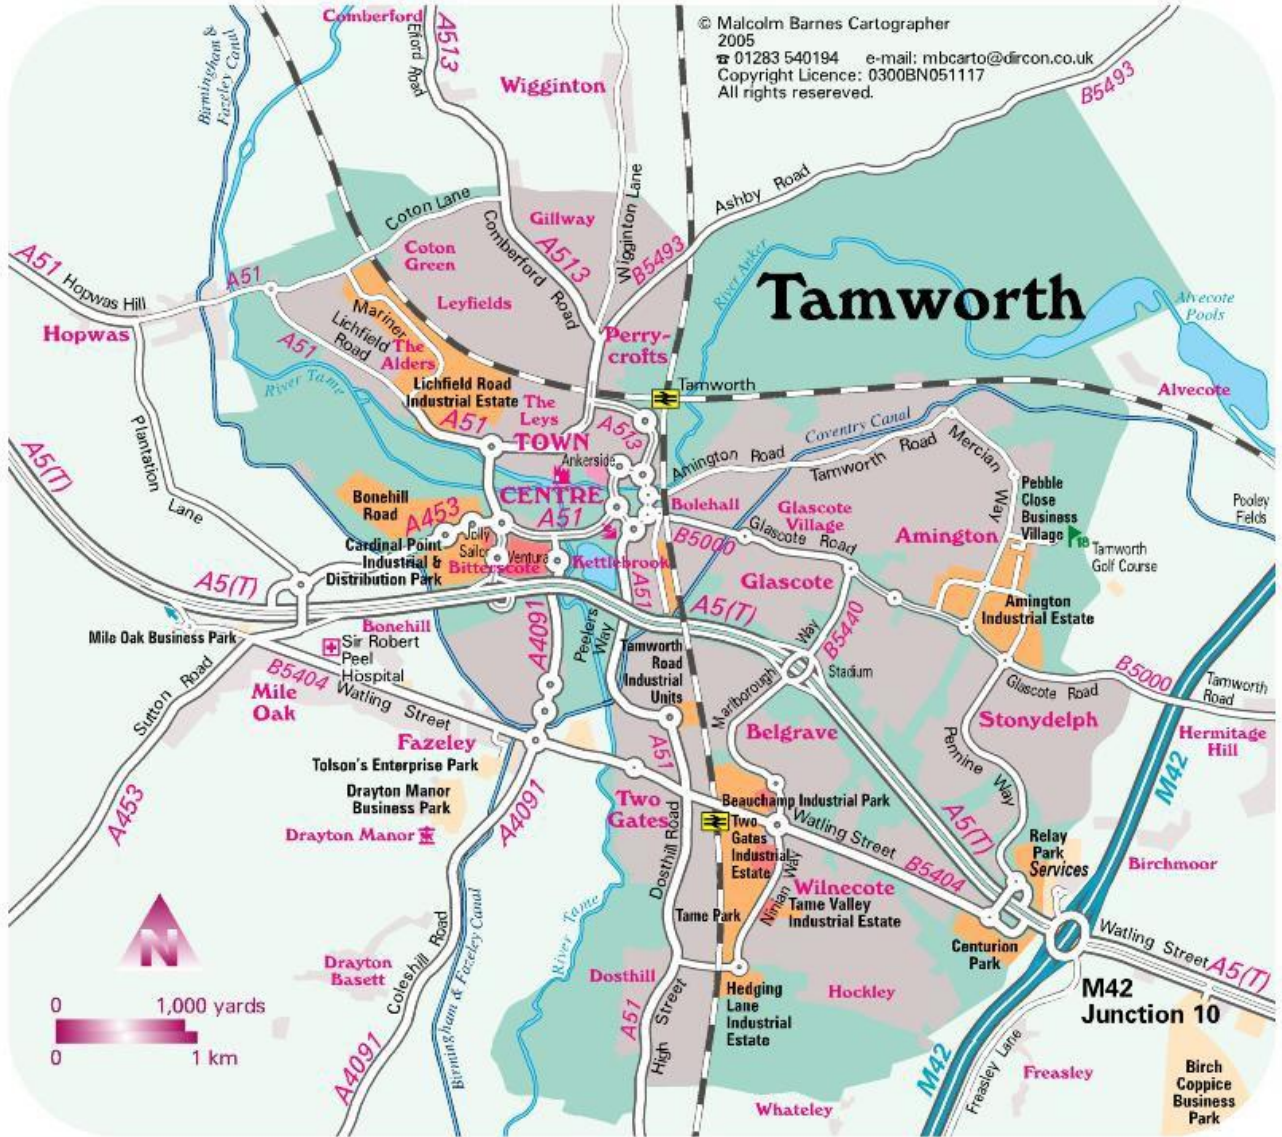 Comberford
A513
Elford
Road
© Malcolm Barnes Cartographer
2005
☎ 01283 540194 e-mail: mbcarto@dircon.co.uk
Copyright Licence: 0300BN051117
All rights resereved.
Birmingham &
Fazeley Canal
Wigginton
B5493
Wigginton Lane
Ashby Road
Coton Lane
Gillway
Comberford Road
A513
B5493
Coton
Green
River Anker
Tamworth
A51
Hopwas Hill
A51
Leyfields
Alvecote
Pools
Hopwas
Mariner
Lichfield
Road
A51
The
Alders
Perry-
crofts
River Tame
Lichfield Road
Industrial Estate
Tamworth
Alvecote
The
Leys
A51
A513
Coventry Canal
Plantation
Lane
TOWN
Ankerside
Amington Road
Tamworth Road
Mercian
Way
A5(T)
CENTRE
Bonehill
Road
A453
A51
Bolehall
Glascote
Village
Pebble
Close
Business
Village
Pooley
Fields
Jolly
Sailor
B5000
Glascote Road
Amington
18
Tamworth
Golf Course
Cardinal Point
Industrial &
Distribution Park
Bitterscote
Ventura
Kettlebrook
Glascote
A5(T)
A51
A5(T)
Amington
Industrial Estate
Mile Oak Business Park
Bonehill
A4091
Peelers
Way
B5440
Sir Robert
Peel
Hospital
Tamworth
Road
Industrial
Units
Marlborough
Way
Stadium
B5000
B5404
Watling Street
Glascote Road
Tamworth
Road
Sutton Road
Mile
Oak
Stonydelph
Fazeley
Belgrave
Hermitage
Hill
A51
Pennine
Way
Tolson's Enterprise Park
M42
Drayton Manor
Business Park
A453
A4091
Two
Gates
Beauchamp Industrial Park
A5(T)
Drayton Manor
Two
Gates
Industrial
Estate
Watling Street
B5404
Relay
Park
Services
Birchmoor
Dosthill Road
Ninian Way
Wilnecote
Tame Valley
Industrial Estate
Tame Park
N
Centurion
Park
Watling Street
A5(T)
Drayton
Basett
Coleshill Road
Birmingham & Fazeley Canal
River Tame
Dosthill
Hockley
M42
Junction 10
Hedging
Lane
Industrial
Estate
0 1,000 yards
0 1 km
A51
High Street
A4091
M42
Freasley Lane
Freasley
Birch
Coppice
Business
Park
Whateley